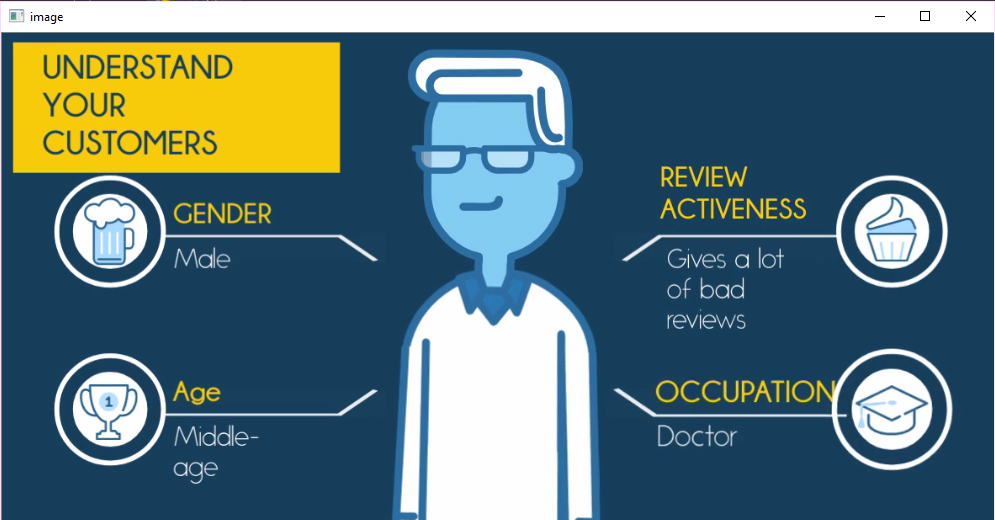 image
UNDERSTAND
YOUR
CUSTOMERS
GENDER
Male
REVIEW
ACTIVENESS
Gives a lot
of bad
reviews
Age
1
Middle-
age
OCCUPATION
Doctor